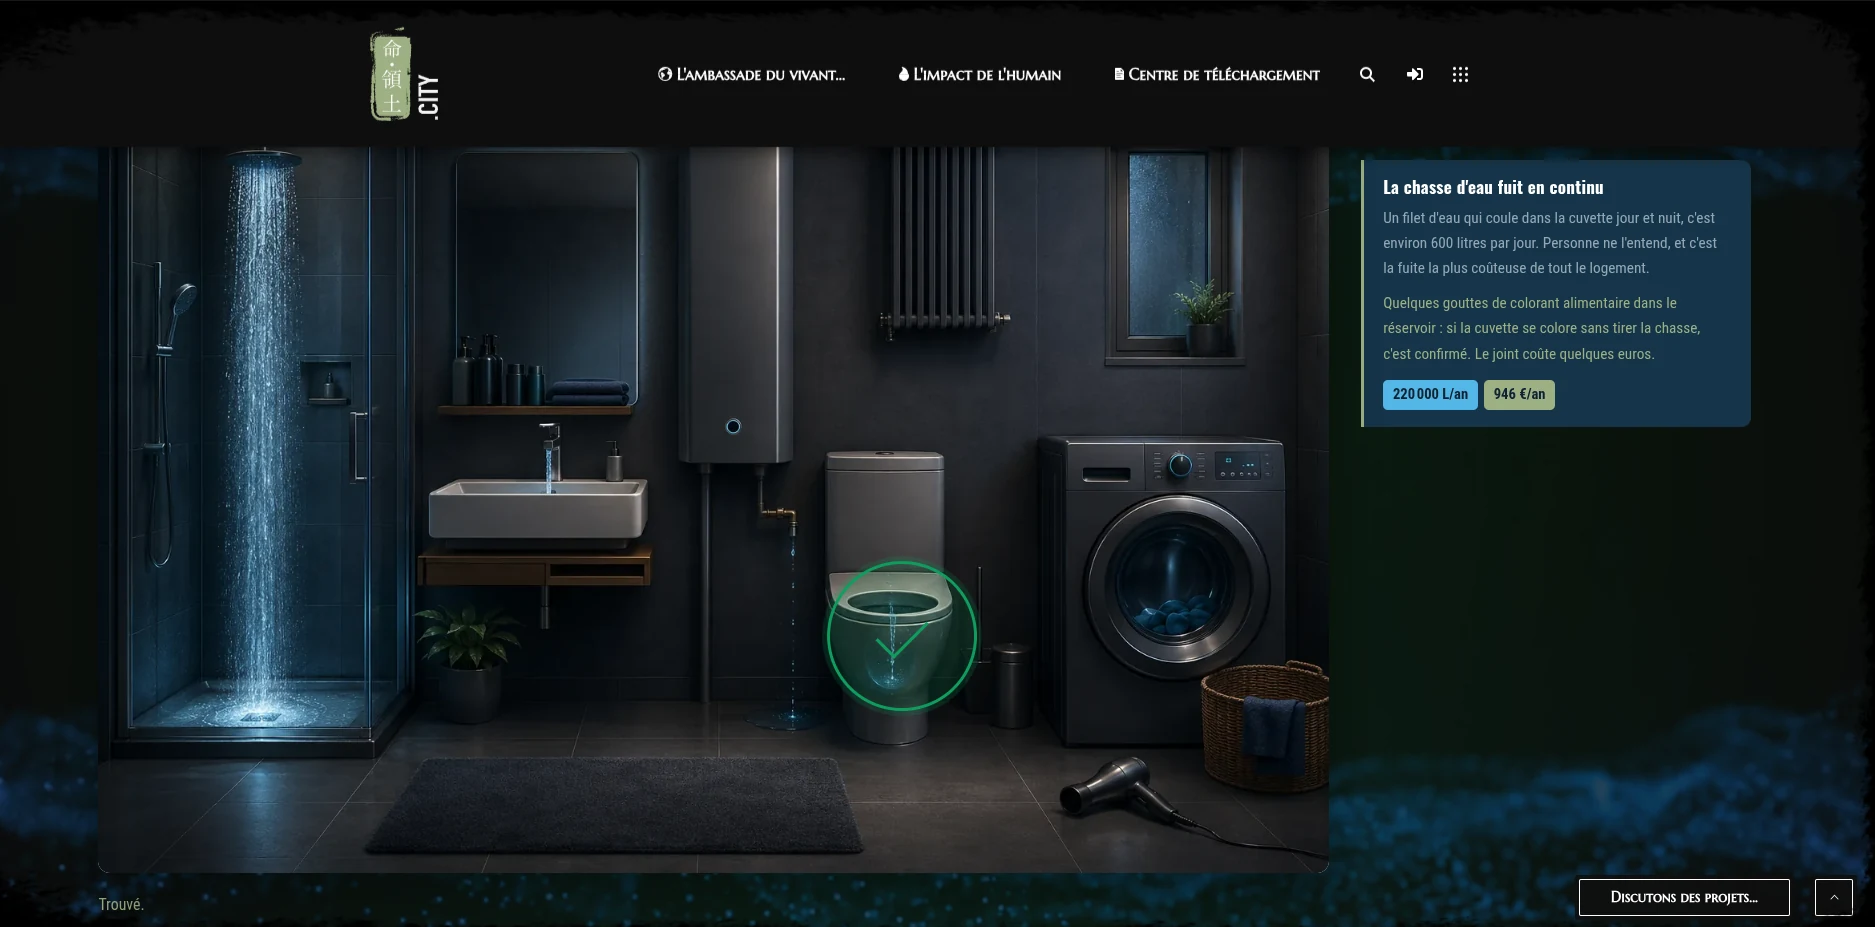 命・領土
.CITY
L'ambassade du vivant...
L'impact de l'humain
Centre de téléchargement
La chasse d'eau fuit en continu
Un filet d'eau qui coule dans la cuvette jour et nuit, c'est
environ 600 litres par jour. Personne ne l'entend, et c'est
la fuite la plus coûteuse de tout le logement.
Quelques gouttes de colorant alimentaire dans le
réservoir : si la cuvette se colore sans tirer la chasse,
c'est confirmé. Le joint coûte quelques euros.
220 000 L/an
946 €/an
Trouvé.
Discutons des projets...